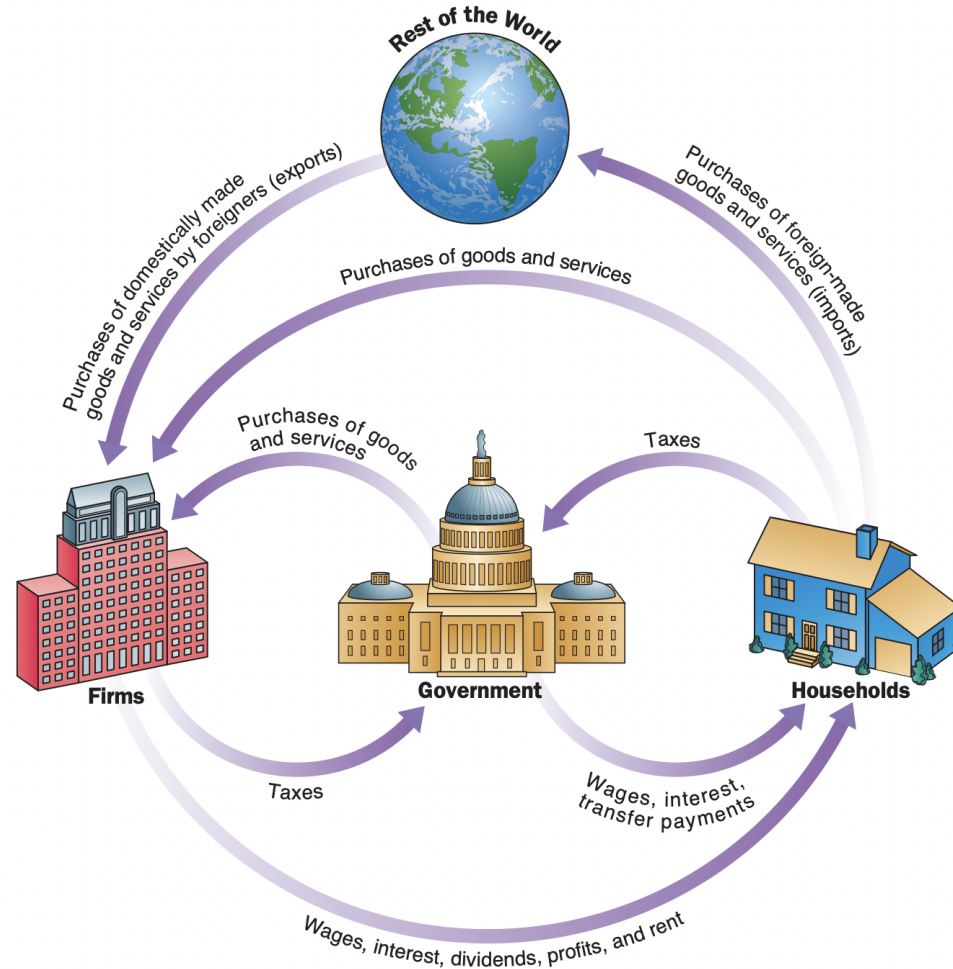 Rest of the World
Purchases of domestically made
goods and services by foreigners (exports)
Purchases of foreign-made
goods and services (imports)
Purchases of goods and services
Purchases of goods
and services
Taxes
Firms
Government
Households
Taxes
Wages, interest,
transfer payments
Wages, interest, dividends, profits, and rent